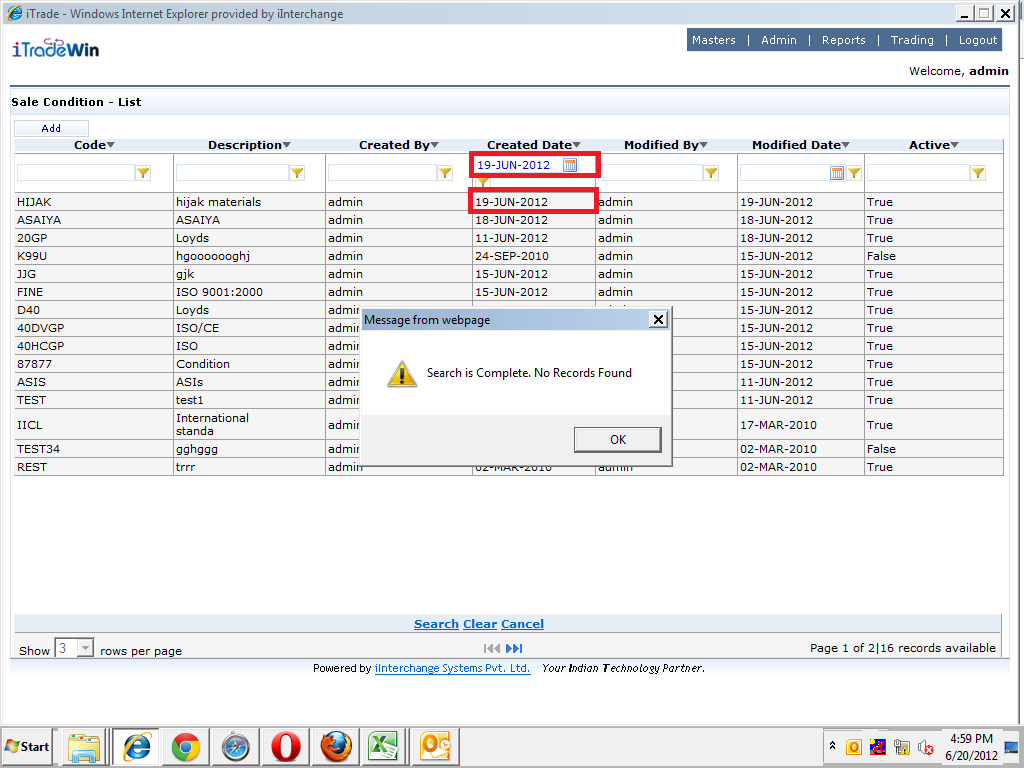 iTrade - Windows Internet Explorer provided by iInterchange
iTradeWin
Masters | Admin | Reports | Trading | Logout
Welcome, admin
Sale Condition - List
Add
Code Description Created By Created Date Modified By Modified Date Active
19-JUN-2012
HIJAK hijak materials admin 19-JUN-2012 admin 19-JUN-2012 True
ASAIYA ASAIYA admin 18-JUN-2012 admin 18-JUN-2012 True
20GP Loyds admin 11-JUN-2012 admin 18-JUN-2012 True
K99U hgooooooghj admin 24-SEP-2010 admin 15-JUN-2012 False
JJG gjk admin 15-JUN-2012 admin 15-JUN-2012 True
FINE ISO 9001:2000 admin 15-JUN-2012 admin 15-JUN-2012 True
D40 Loyds 15-JUN-2012 True
40DVGP ISO/CE 15-JUN-2012 True
40HCGP ISO 15-JUN-2012 True
87877 Condition 15-JUN-2012 True
ASIS ASIs 11-JUN-2012 True
TEST test1 11-JUN-2012 True
IICL International standa 17-MAR-2010 True
TEST34 gghggg 02-MAR-2010 False
REST trrr admin 02-MAR-2010 admin 02-MAR-2010 True
Message from webpage
Search is Complete. No Records Found
OK
Search Clear Cancel
Show 3 rows per page Page 1 of 2|16 records available
Powered by iInterchange Systems Pvt. Ltd. Your Indian Technology Partner.
Start
4:59 PM
6/20/2012